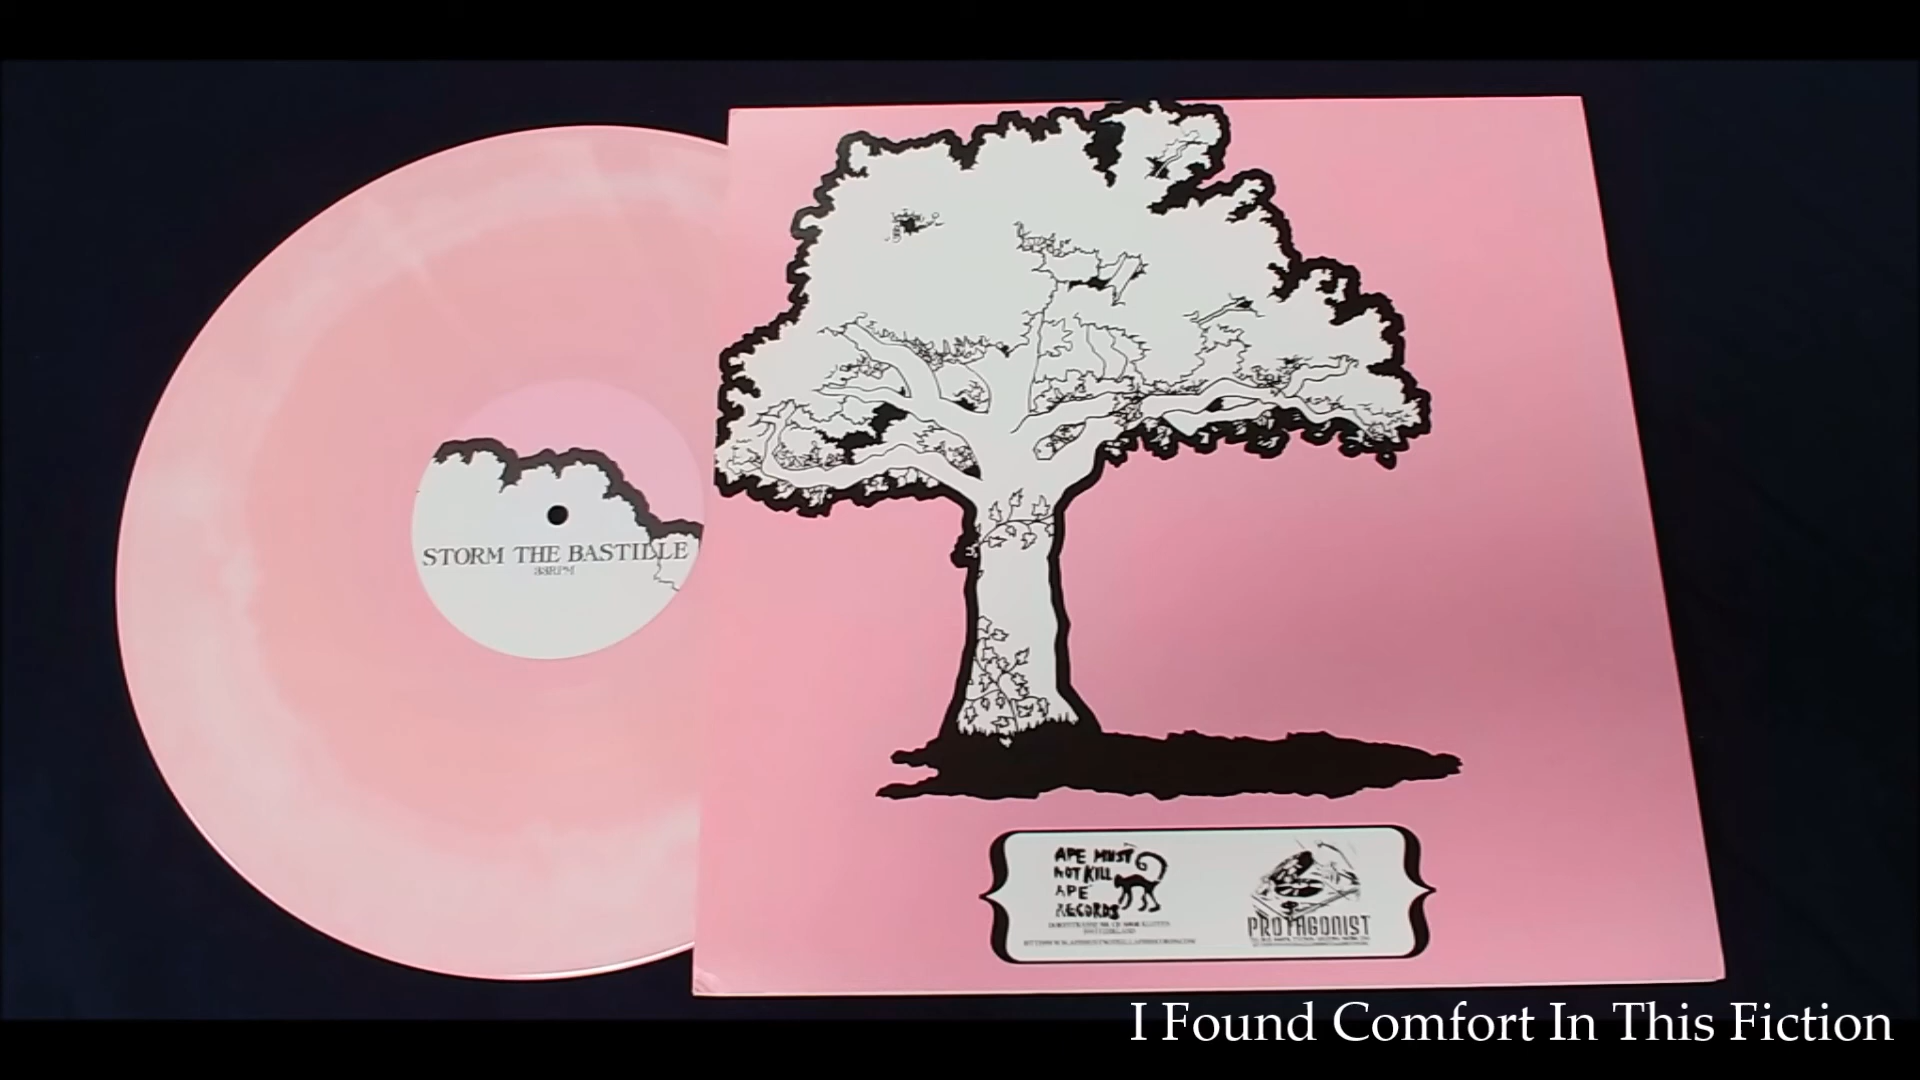 STORM THE BASTILLE
33RPM
APE MUST
NOT KILL
APE
RECORDS
PROTAGONIST
I Found Comfort In This Fiction